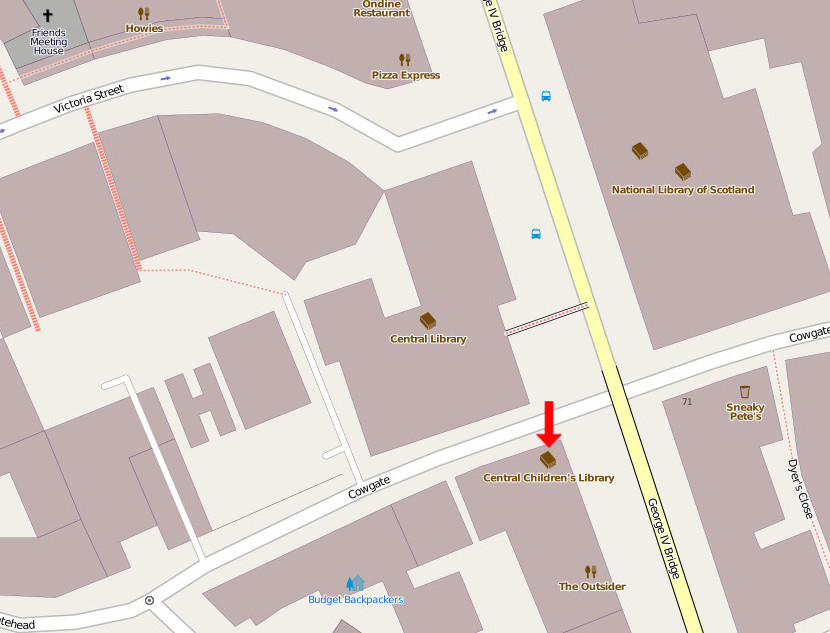 Ondine
Restaurant
e IV Bridge
Howies
Friends
Meeting
House
Pizza Express
Victoria Street
National Library of Scotland
Central Library
Cowgate
71
Sneaky
Pete's
Central Children's Library
Cowgate
Dyer's Close
George IV Bridge
The Outsider
Budget Backpackers
tehead